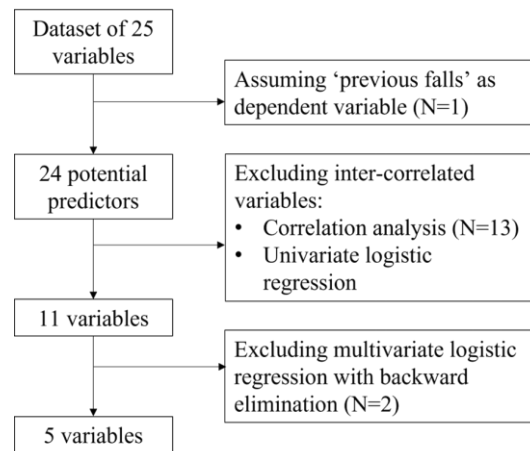 Dataset of 25
variables
Assuming ‘previous falls’ as
dependent variable (N=1)
24 potential
predictors
Excluding inter-correlated
variables:
• Correlation analysis (N=13)
• Univariate logistic
regression
11 variables
Excluding multivariate logistic
regression with backward
elimination (N=2)
5 variables